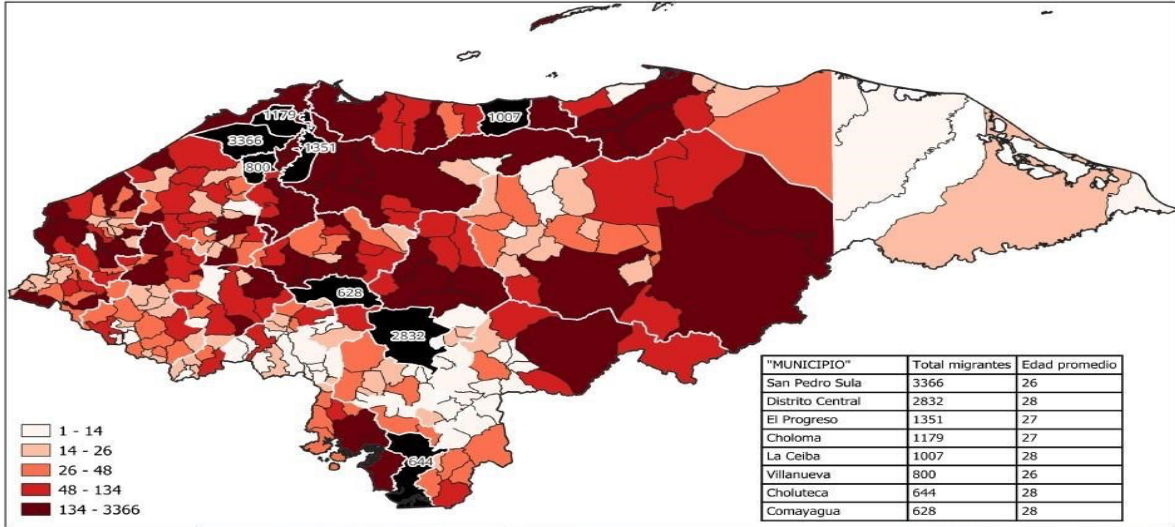 1179
1007
3366
1351
800
628
2832
644
1 - 14
14 - 26
26 - 48
48 - 134
134 - 3366
"MUNICIPIO" Total migrantes Edad promedio
San Pedro Sula 3366 26
Distrito Central 2832 28
El Progreso 1351 27
Choloma 1179 27
La Ceiba 1007 28
Villanueva 800 26
Choluteca 644 28
Comayagua 628 28